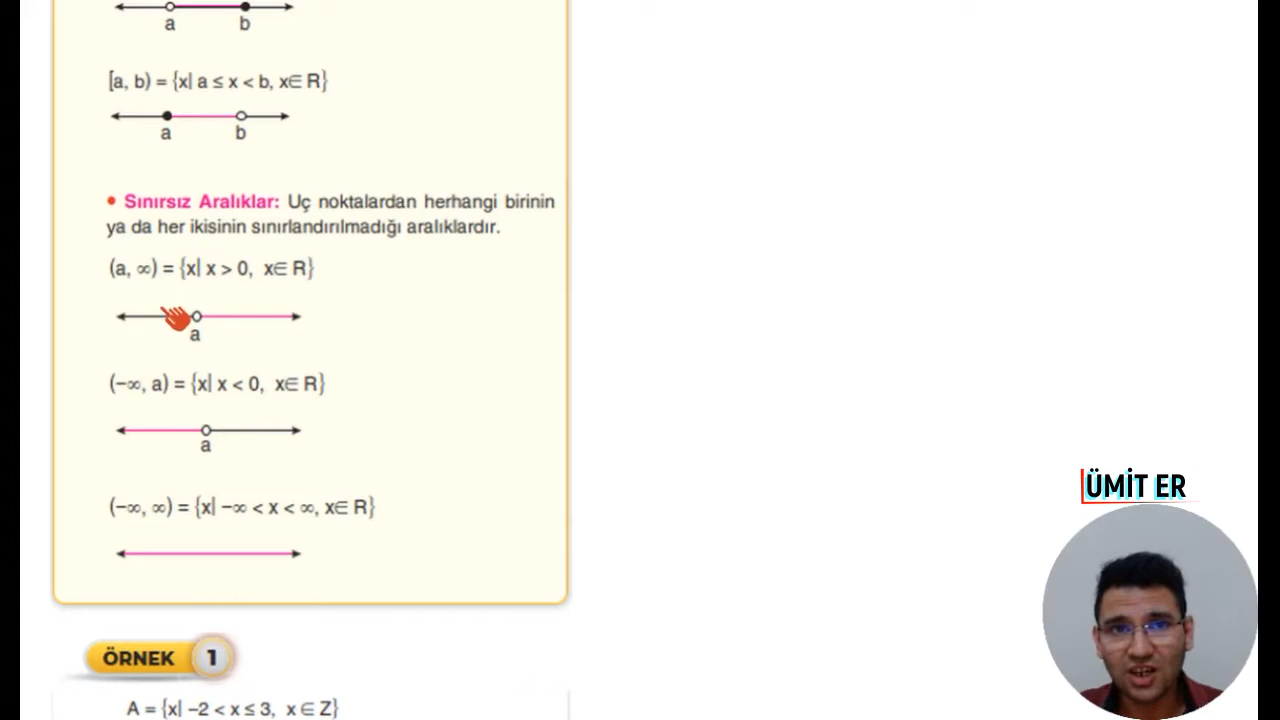 a b
[a, b) = {x| a ≤ x < b, x∈ R}
a b
• Sınırsız Aralıklar: Uç noktalardan herhangi birinin
ya da her ikisinin sınırlandırılmadığı aralıklardır.
(a, ∞) = {x| x > 0, x∈ R}
a
(−∞, a) = {x| x < 0, x∈ R}
a
(−∞, ∞) = {x| −∞ < x < ∞, x∈ R}
ÖRNEK 1
A = {x| −2 < x ≤ 3, x ∈ Z}
ÜMİT ER